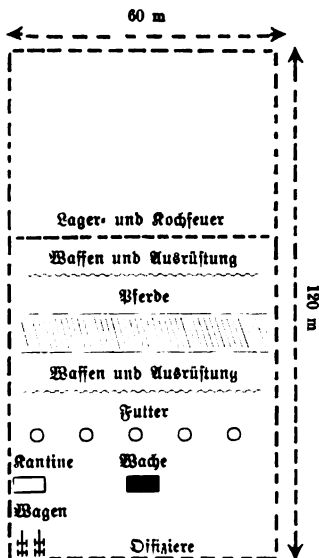 60 m
Lager- und Kochfeuer
Waffen und Ausrüstung
Pferde
120 m
Waffen und Ausrüstung
Futter
Kantine Wache
Wagen
Offiziere